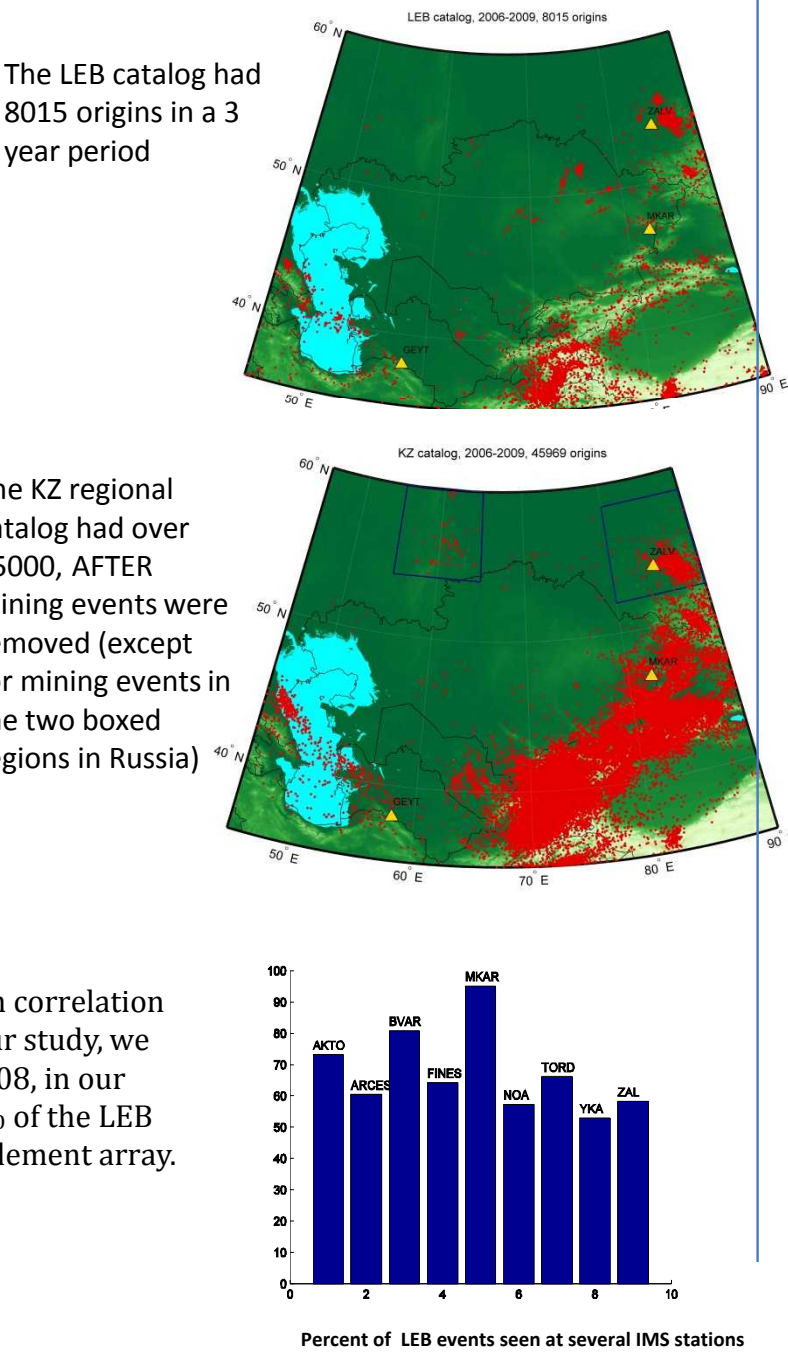 LEB catalog, 2006-2009, 8015 origins
The LEB catalog had
8015 origins in a 3
year period
60°N
50°N
40°N
50°E
90°E
ZALV
MKAR
GEYT
KZ catalog, 2006-2009, 45969 origins
he KZ regional
atalog had over
5000, AFTER
ining events were
emoved (except
or mining events in
he two boxed
egions in Russia)
60°N
50°N
40°N
50°E
60°E
70°E
80°E
90
ZALV
MKAR
GEYT
n correlation
ur study, we
08, in our
% of the LEB
lement array.
100
90
80
70
60
50
40
30
20
10
0
AKTO
ARCES
BVAR
FINES
MKAR
NOA
TORD
YKA
ZAL
0 2 4 6 8 10
Percent of LEB events seen at several IMS stations